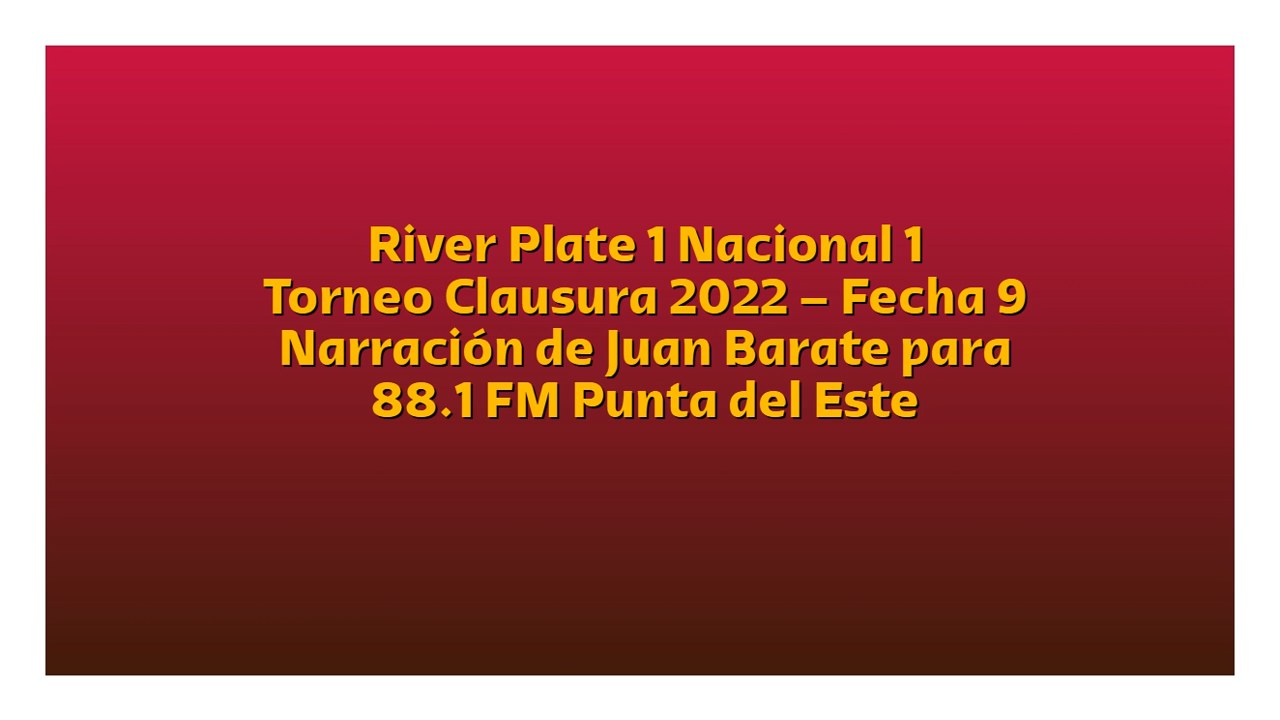 River Plate 1 Nacional 1
Torneo Clausura 2022 – Fecha 9
Narración de Juan Barate para
88.1 FM Punta del Este